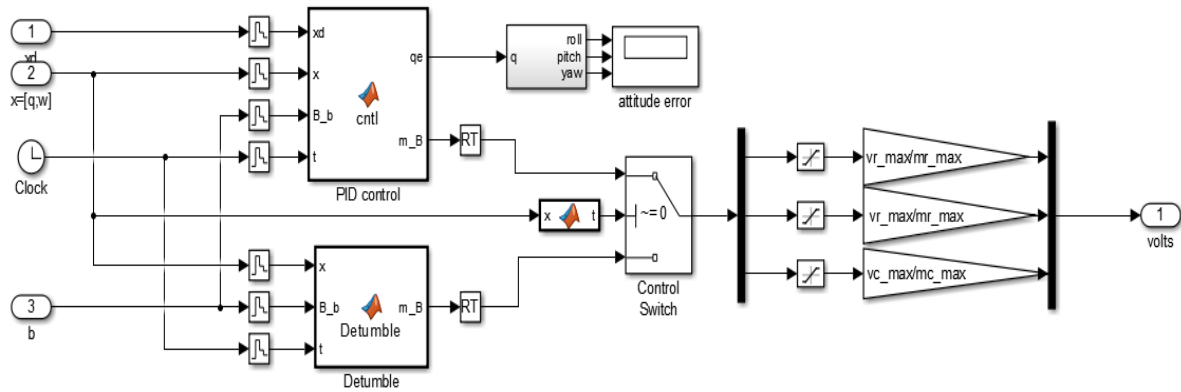 1
xd
2
x=[q;w]
Clock
3
b
xd
x
B_b
t
qe
m_B
cntl
PID control
q
roll
pitch
yaw
attitude error
RT
x
t
~= 0
Control
Switch
x
B_b
t
m_B
Detumble
Detumble
RT
vr_max/mr_max
vr_max/mr_max
vc_max/mc_max
1
volts